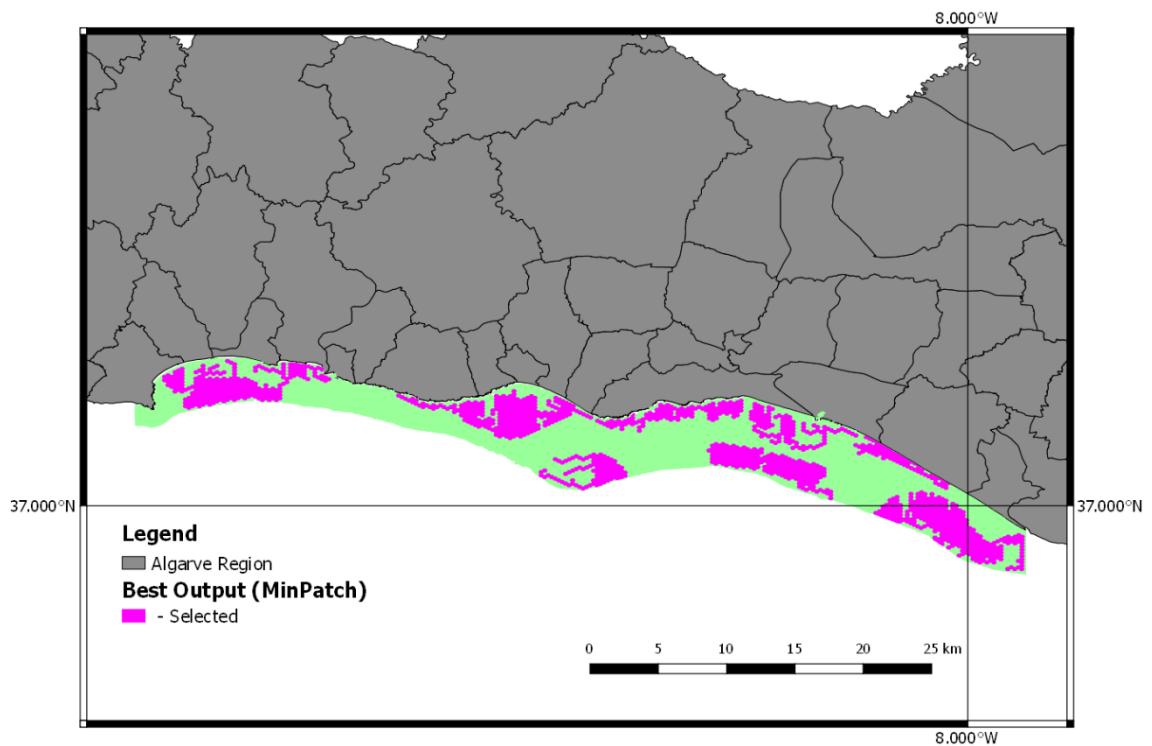 8.000°W
37.000°N
37.000°N
Legend
Algarve Region
Best Output (MinPatch)
- Selected
0 5 10 15 20 25 km
8.000°W